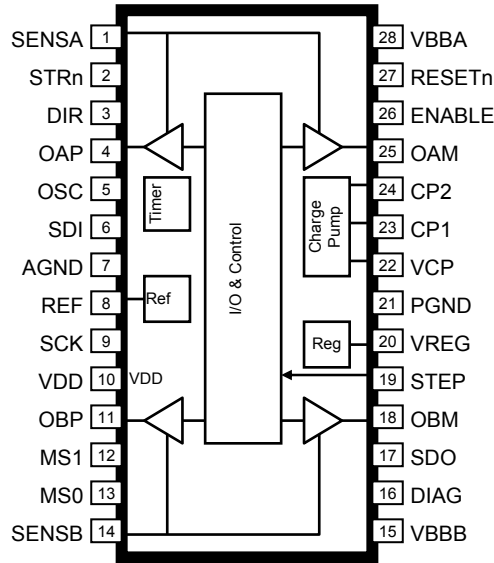 SENSA 1
STRn 2
DIR 3
OAP 4
OSC 5
SDI 6
AGND 7
REF 8
SCK 9
VDD 10 VDD
OBP 11
MS1 12
MS0 13
SENSB 14
Timer
Ref
I/O & Control
Charge
Pump
Reg
28 VBBA
27 RESETn
26 ENABLE
25 OAM
24 CP2
23 CP1
22 VCP
21 PGND
20 VREG
19 STEP
18 OBM
17 SDO
16 DIAG
15 VBBB